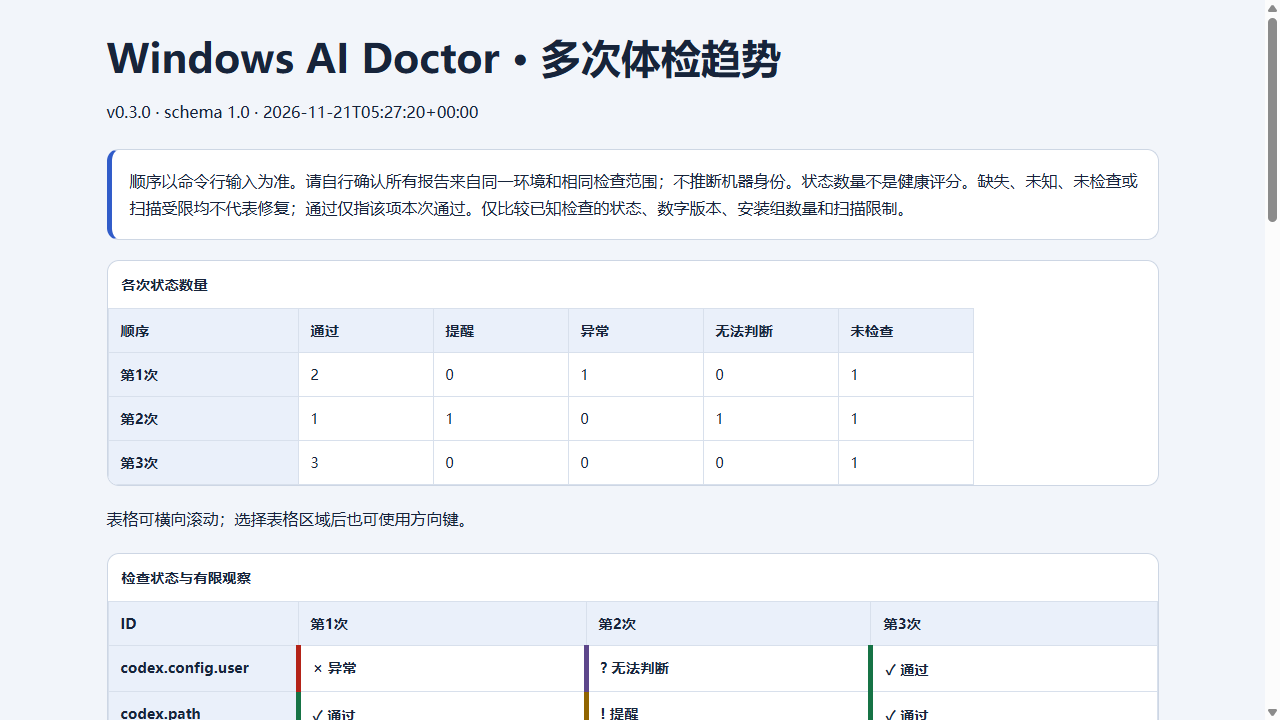 Windows AI Doctor • 多次体检趋势
v0.3.0 · schema 1.0 · 2026-11-21T05:27:20+00:00
顺序以命令行输入为准。请自行确认所有报告来自同一环境和相同检查范围；不推断机器身份。状态数量不是健康评分。缺失、未知、未检查或
扫描受限均不代表修复；通过仅指该项本次通过。仅比较已知检查的状态、数字版本、安装组数量和扫描限制。
各次状态数量
顺序 通过 提醒 异常 无法判断 未检查
第1次 2 0 1 0 1
第2次 1 1 0 1 1
第3次 3 0 0 0 1
表格可横向滚动；选择表格区域后也可使用方向键。
检查状态与有限观察
ID 第1次 第2次 第3次
codex.config.user × 异常 ? 无法判断 ✓ 通过
codex.path ✓ 通过 ! 提醒 ✓ 通过